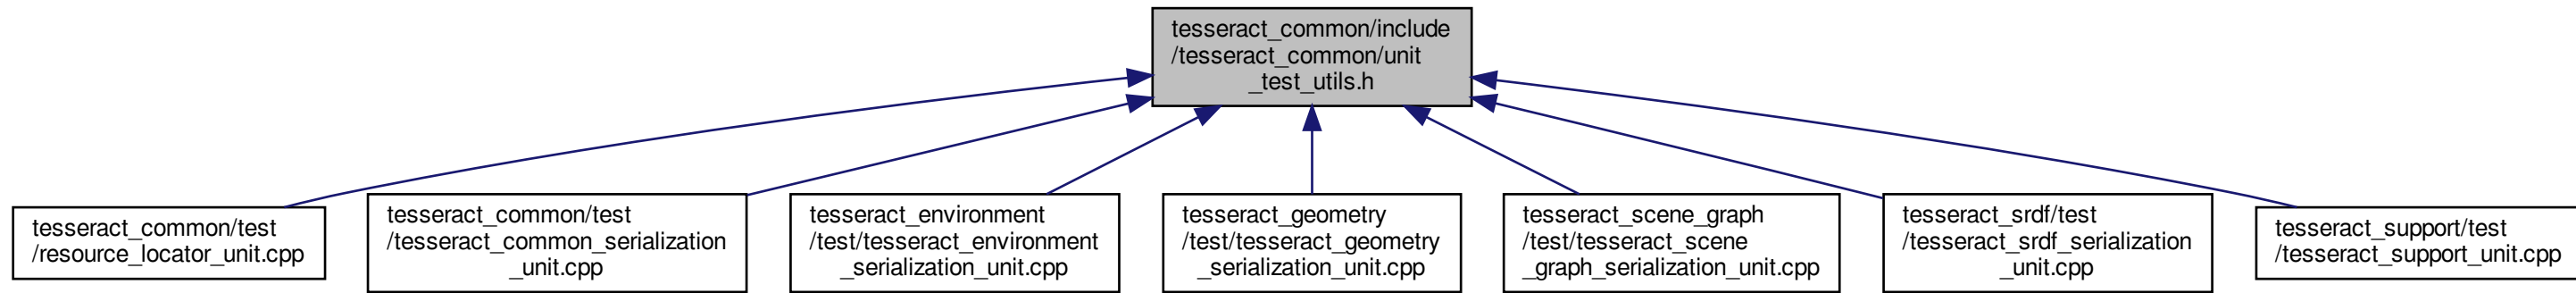 tesseract_common/include
/tesseract_common/unit
_test_utils.h
tesseract_common/test
/resource_locator_unit.cpp
tesseract_common/test
/tesseract_common_serialization
_unit.cpp
tesseract_environment
/test/tesseract_environment
_serialization_unit.cpp
tesseract_geometry
/test/tesseract_geometry
_serialization_unit.cpp
tesseract_scene_graph
/test/tesseract_scene
_graph_serialization_unit.cpp
tesseract_srdf/test
/tesseract_srdf_serialization
_unit.cpp
tesseract_support/test
/tesseract_support_unit.cpp